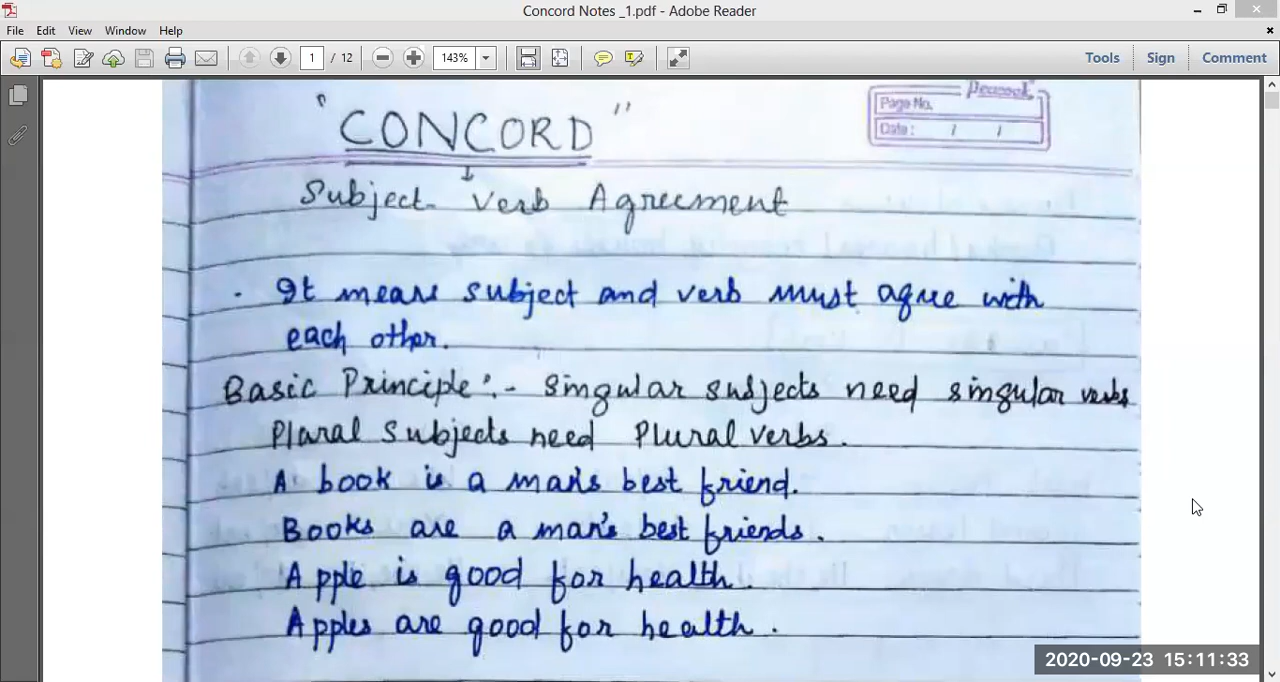 Concord Notes _1.pdf - Adobe Reader
File Edit View Window Help
1 / 12 143% Tools Sign Comment
" CONCORD "
Peacock
Page No.
Date : / /
Subject - Verb Agreement
. It means subject and verb must agree with
each other.
Basic Principle :- Singular subjects need singular verbs
Plural Subjects need Plural verbs.
A book is a man's best friend.
Books are a man's best friends.
Apple is good for health.
Apples are good for health.
2020-09-23 15:11:33